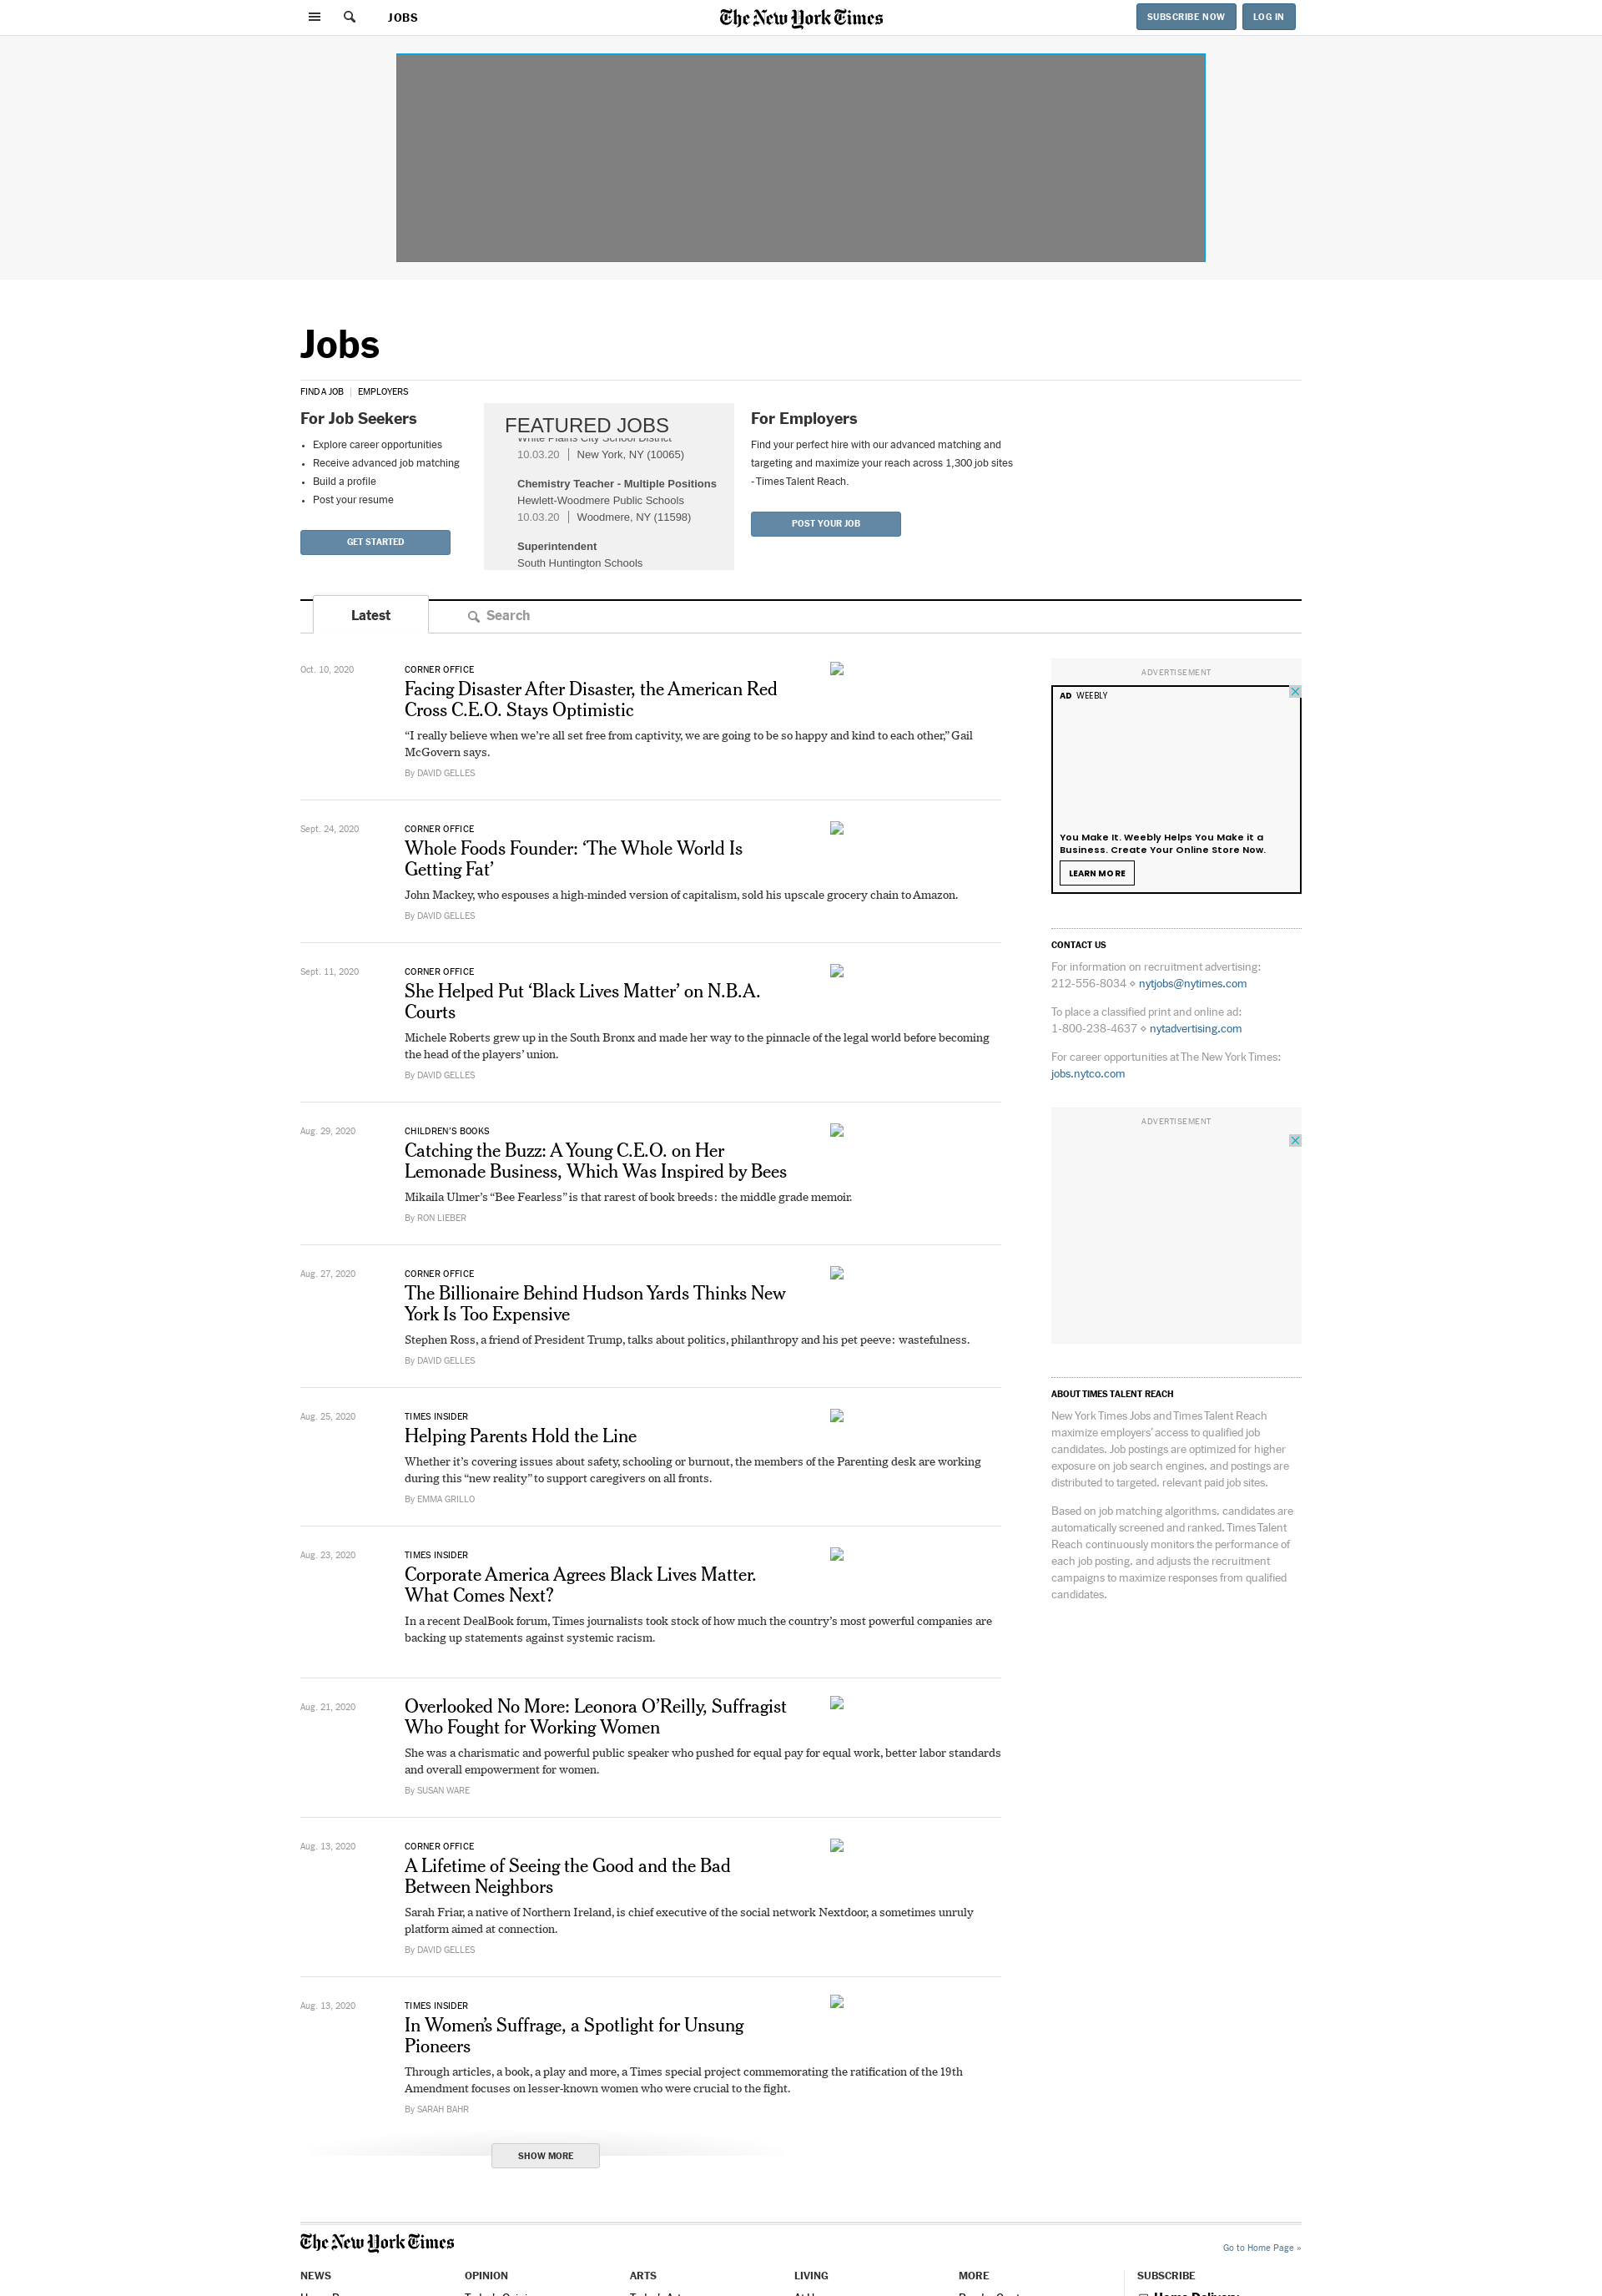 JOBS
The New York Times
SUBSCRIBE NOW
LOG IN
Jobs
FIND A JOB | EMPLOYERS
For Job Seekers
Explore career opportunities
Receive advanced job matching
Build a profile
Post your resume
GET STARTED
FEATURED JOBS
White Plains City School District
10.03.20 | New York, NY (10065)
Chemistry Teacher - Multiple Positions
Hewlett-Woodmere Public Schools
10.03.20 | Woodmere, NY (11598)
Superintendent
South Huntington Schools
For Employers
Find your perfect hire with our advanced matching and
targeting and maximize your reach across 1,300 job sites
- Times Talent Reach.
POST YOUR JOB
Latest
Search
Oct. 10, 2020
CORNER OFFICE
Facing Disaster After Disaster, the American Red
Cross C.E.O. Stays Optimistic
“I really believe when we’re all set free from captivity, we are going to be so happy and kind to each other,” Gail
McGovern says.
By DAVID GELLES
Sept. 24, 2020
CORNER OFFICE
Whole Foods Founder: ‘The Whole World Is
Getting Fat’
John Mackey, who espouses a high-minded version of capitalism, sold his upscale grocery chain to Amazon.
By DAVID GELLES
Sept. 11, 2020
CORNER OFFICE
She Helped Put ‘Black Lives Matter’ on N.B.A.
Courts
Michele Roberts grew up in the South Bronx and made her way to the pinnacle of the legal world before becoming
the head of the players’ union.
By DAVID GELLES
Aug. 29, 2020
CHILDREN’S BOOKS
Catching the Buzz: A Young C.E.O. on Her
Lemonade Business, Which Was Inspired by Bees
Mikaila Ulmer’s “Bee Fearless” is that rarest of book breeds: the middle grade memoir.
By RON LIEBER
Aug. 27, 2020
CORNER OFFICE
The Billionaire Behind Hudson Yards Thinks New
York Is Too Expensive
Stephen Ross, a friend of President Trump, talks about politics, philanthropy and his pet peeve: wastefulness.
By DAVID GELLES
Aug. 25, 2020
TIMES INSIDER
Helping Parents Hold the Line
Whether it’s covering issues about safety, schooling or burnout, the members of the Parenting desk are working
during this “new reality” to support caregivers on all fronts.
By EMMA GRILLO
Aug. 23, 2020
TIMES INSIDER
Corporate America Agrees Black Lives Matter.
What Comes Next?
In a recent DealBook forum, Times journalists took stock of how much the country’s most powerful companies are
backing up statements against systemic racism.
Aug. 21, 2020
Overlooked No More: Leonora O’Reilly, Suffragist
Who Fought for Working Women
She was a charismatic and powerful public speaker who pushed for equal pay for equal work, better labor standards
and overall empowerment for women.
By SUSAN WARE
Aug. 13, 2020
CORNER OFFICE
A Lifetime of Seeing the Good and the Bad
Between Neighbors
Sarah Friar, a native of Northern Ireland, is chief executive of the social network Nextdoor, a sometimes unruly
platform aimed at connection.
By DAVID GELLES
Aug. 13, 2020
TIMES INSIDER
In Women’s Suffrage, a Spotlight for Unsung
Pioneers
Through articles, a book, a play and more, a Times special project commemorating the ratification of the 19th
Amendment focuses on lesser-known women who were crucial to the fight.
By SARAH BAHR
SHOW MORE
ADVERTISEMENT
AD WEEBLY
You Make It. Weebly Helps You Make it a
Business. Create Your Online Store Now.
LEARN MORE
CONTACT US
For information on recruitment advertising:
212-556-8034 ⋄ nytjobs@nytimes.com
To place a classified print and online ad:
1-800-238-4637 ⋄ nytadvertising.com
For career opportunities at The New York Times:
jobs.nytco.com
ADVERTISEMENT
ABOUT TIMES TALENT REACH
New York Times Jobs and Times Talent Reach
maximize employers’ access to qualified job
candidates. Job postings are optimized for higher
exposure on job search engines, and postings are
distributed to targeted, relevant paid job sites.
Based on job matching algorithms, candidates are
automatically screened and ranked. Times Talent
Reach continuously monitors the performance of
each job posting, and adjusts the recruitment
campaigns to maximize responses from qualified
candidates.
The New York Times
Go to Home Page »
NEWS
OPINION
ARTS
LIVING
MORE
SUBSCRIBE